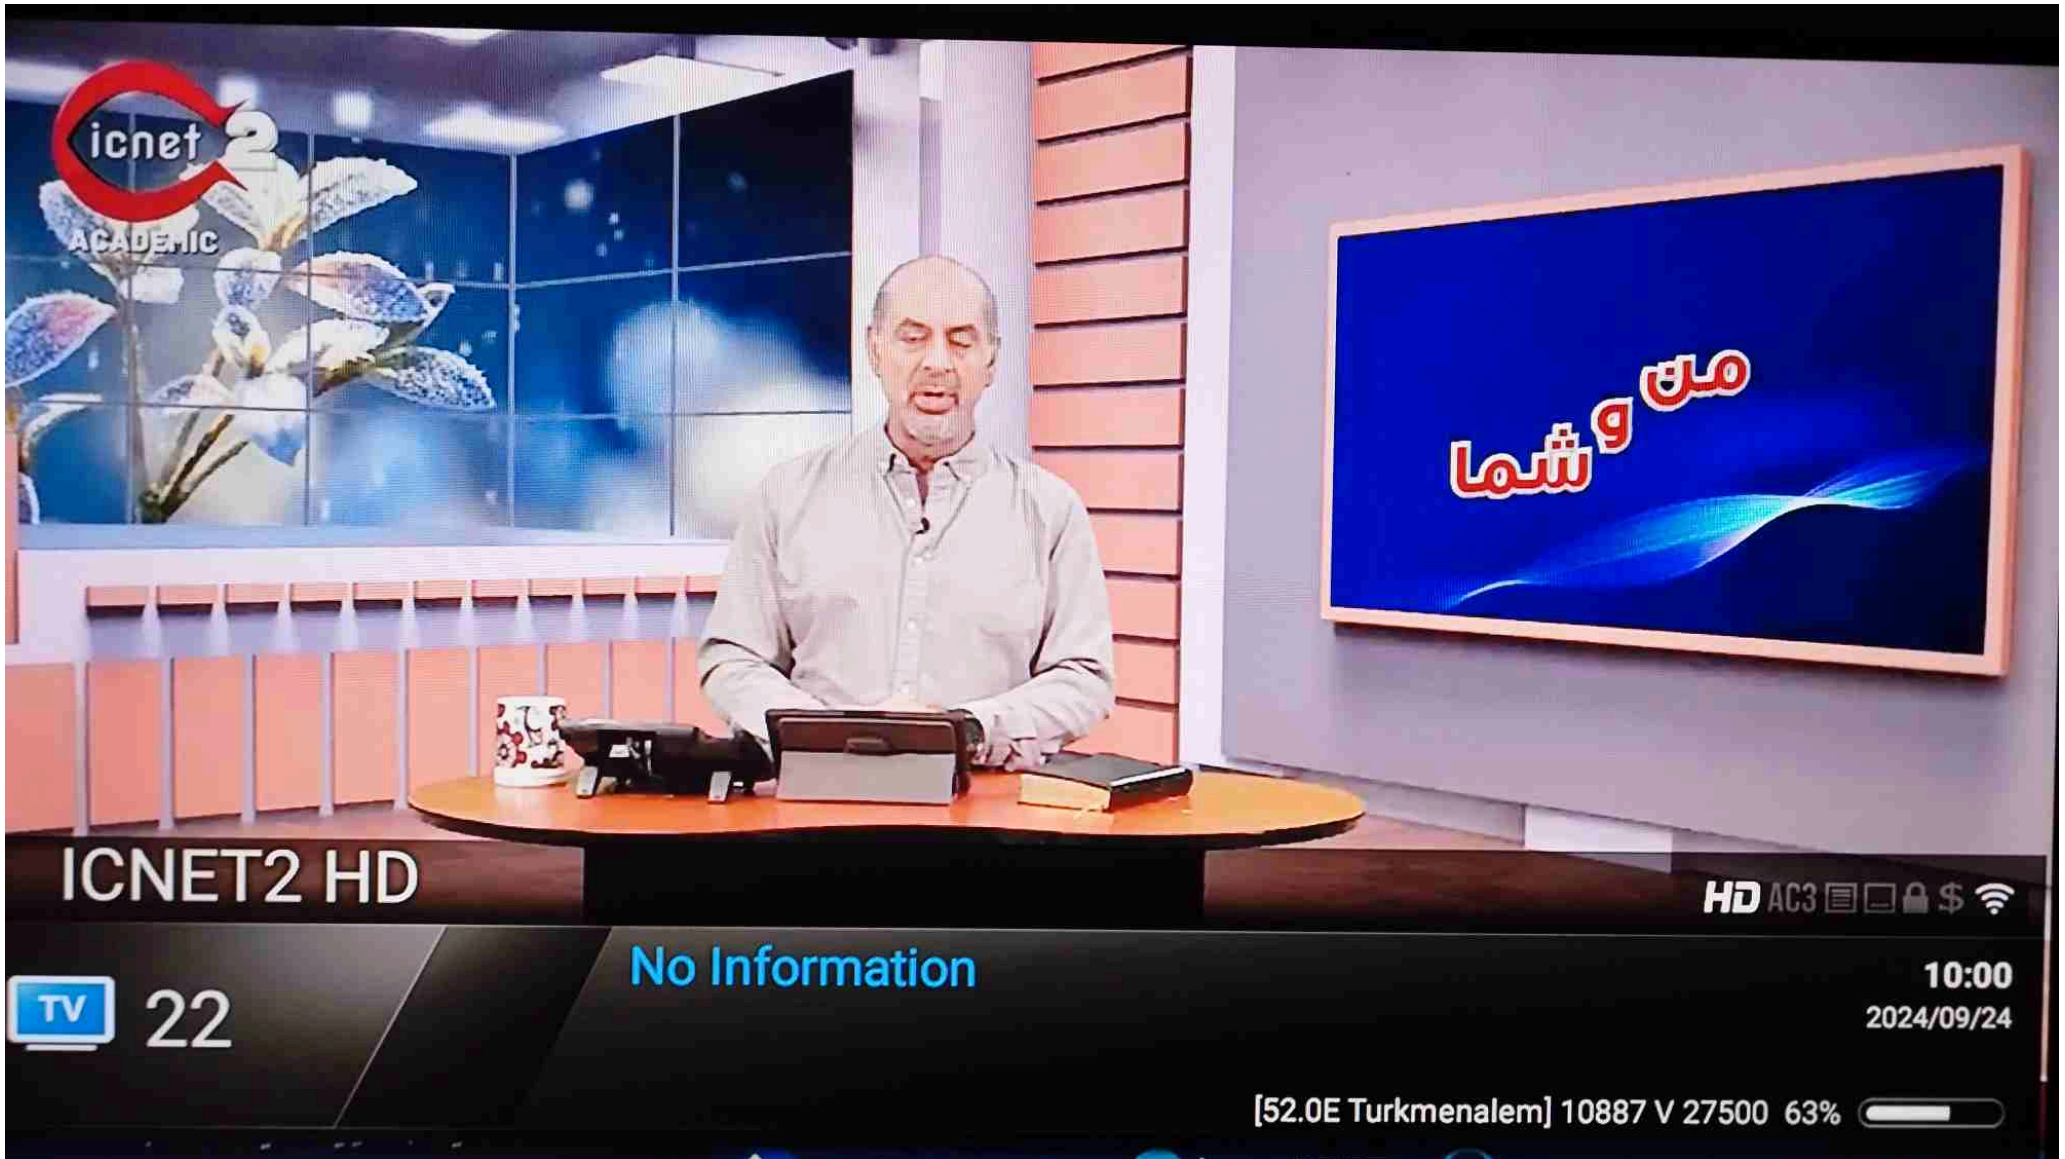 icnet 2
ACADEMIC
من و شما
ICNET2 HD
HD AC3 $
TV 22
No Information
10:00
2024/09/24
[52.0E Turkmenalem] 10887 V 27500 63%